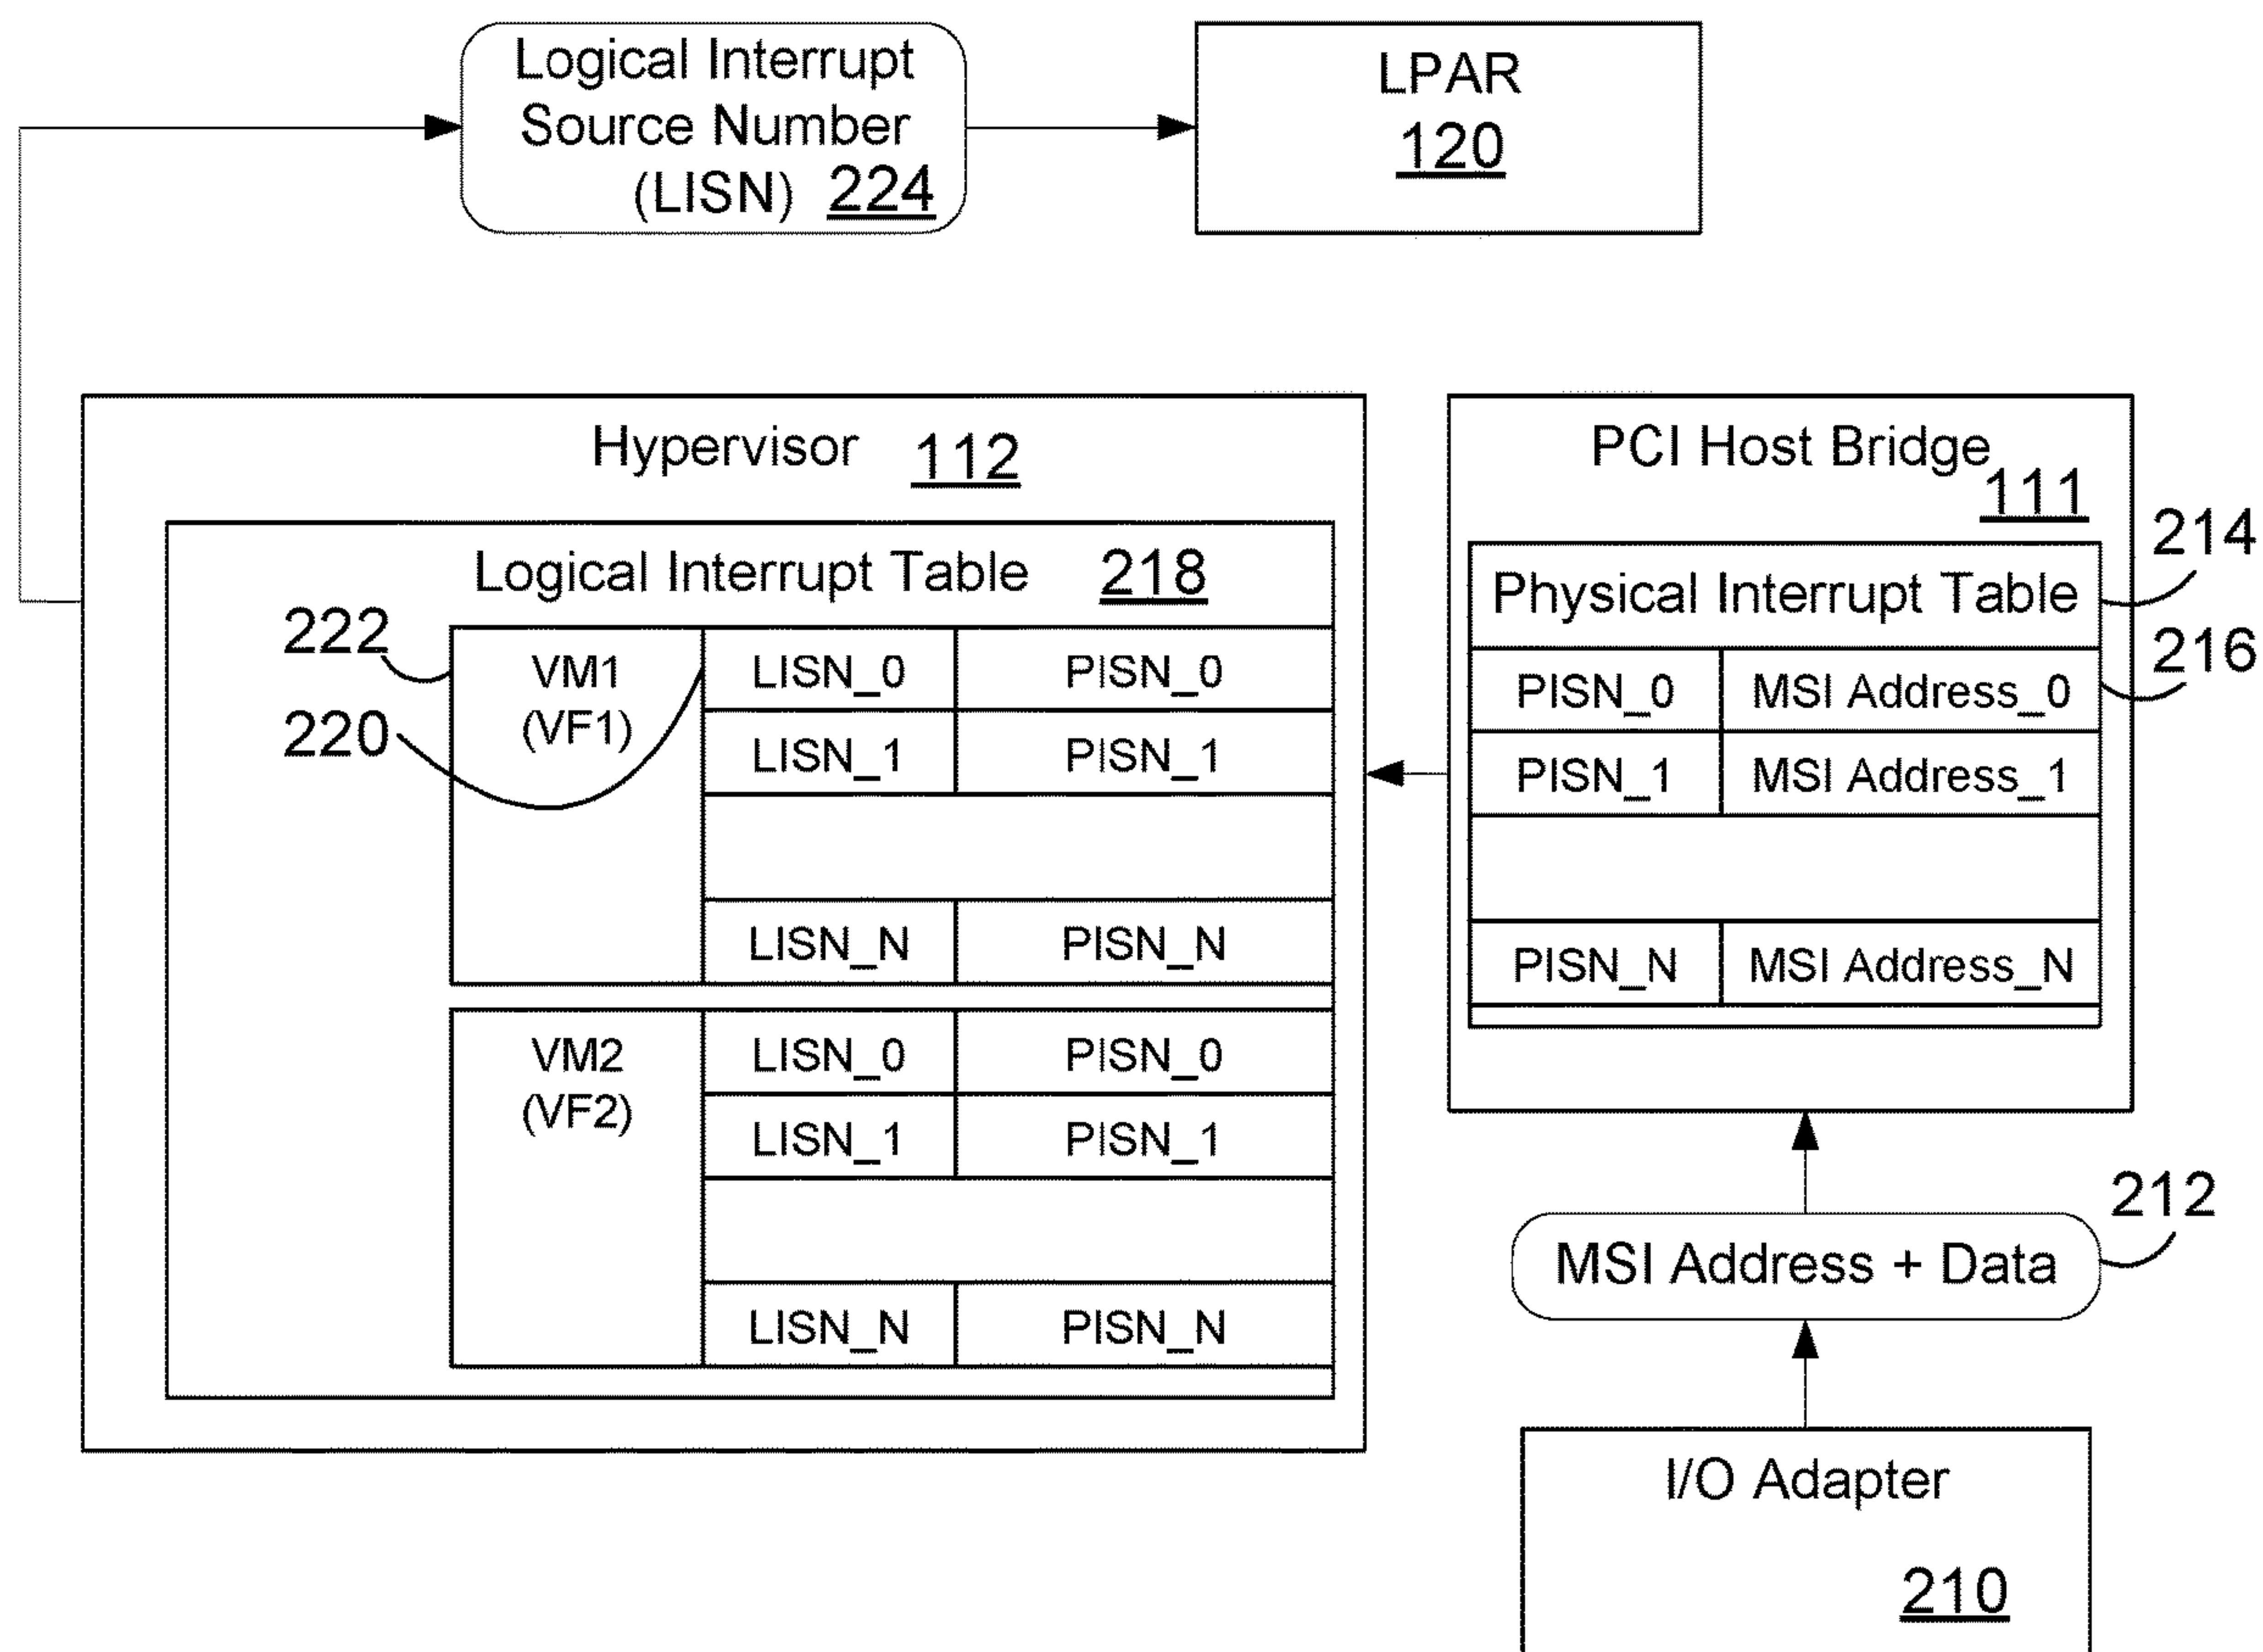 Logical Interrupt
Source Number
(LISN) 224
LPAR
120
Hypervisor 112
Logical Interrupt Table 218
222
220
VM1
(VF1)
LISN_0 PISN_0
LISN_1 PISN_1
LISN_N PISN_N
VM2
(VF2)
LISN_0 PISN_0
LISN_1 PISN_1
LISN_N PISN_N
PCI Host Bridge
111
214
Physical Interrupt Table
216
PISN_0 MSI Address_0
PISN_1 MSI Address_1
PISN_N MSI Address_N
212
MSI Address + Data
I/O Adapter
210